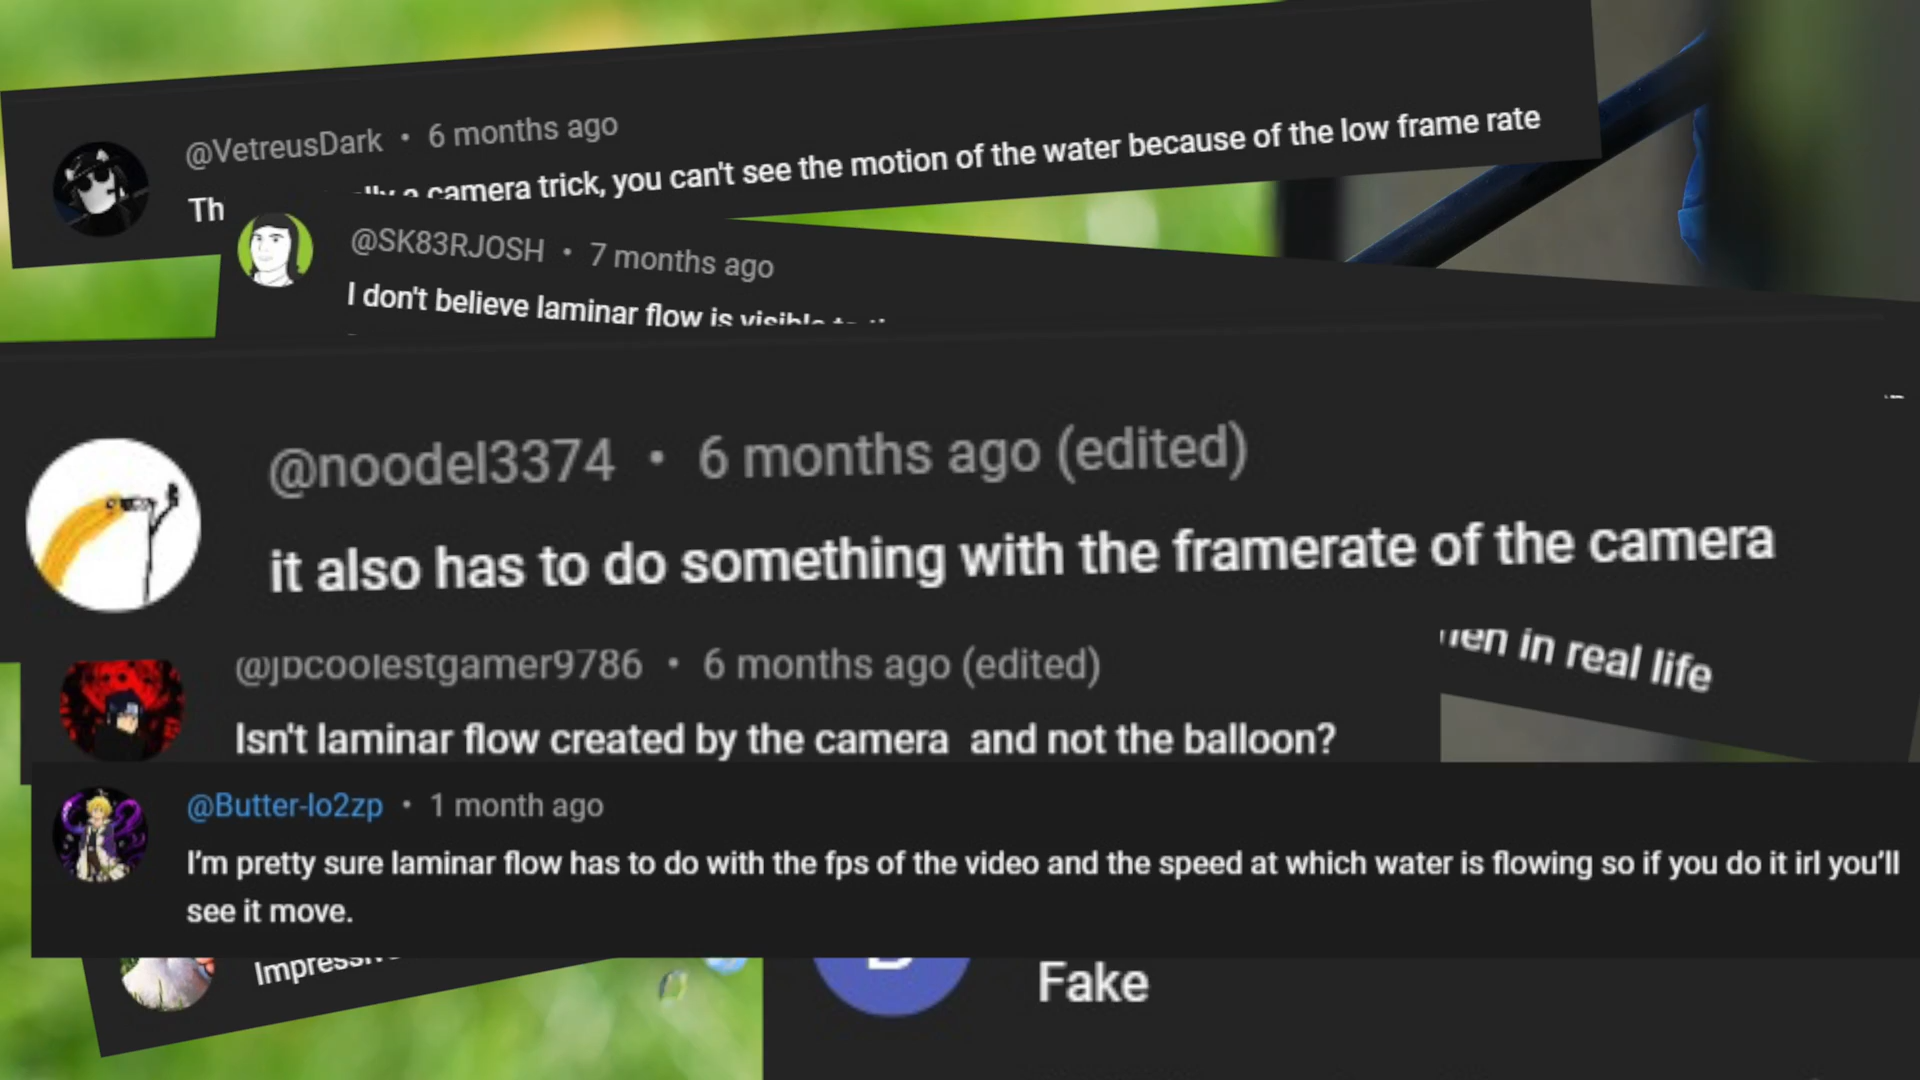 @VetreusDark • 6 months ago
Th camera trick, you can't see the motion of the water because of the low frame rate
@SK83RJOSH • 7 months ago
I don't believe laminar flow is visible
@noodel3374 • 6 months ago (edited)
it also has to do something with the framerate of the camera
in real life
@jpcoolestgamer9786 • 6 months ago (edited)
Isn't laminar flow created by the camera and not the balloon?
@Butter-lo2zp • 1 month ago
I'm pretty sure laminar flow has to do with the fps of the video and the speed at which water is flowing so if you do it irl you'll
see it move.
Fake